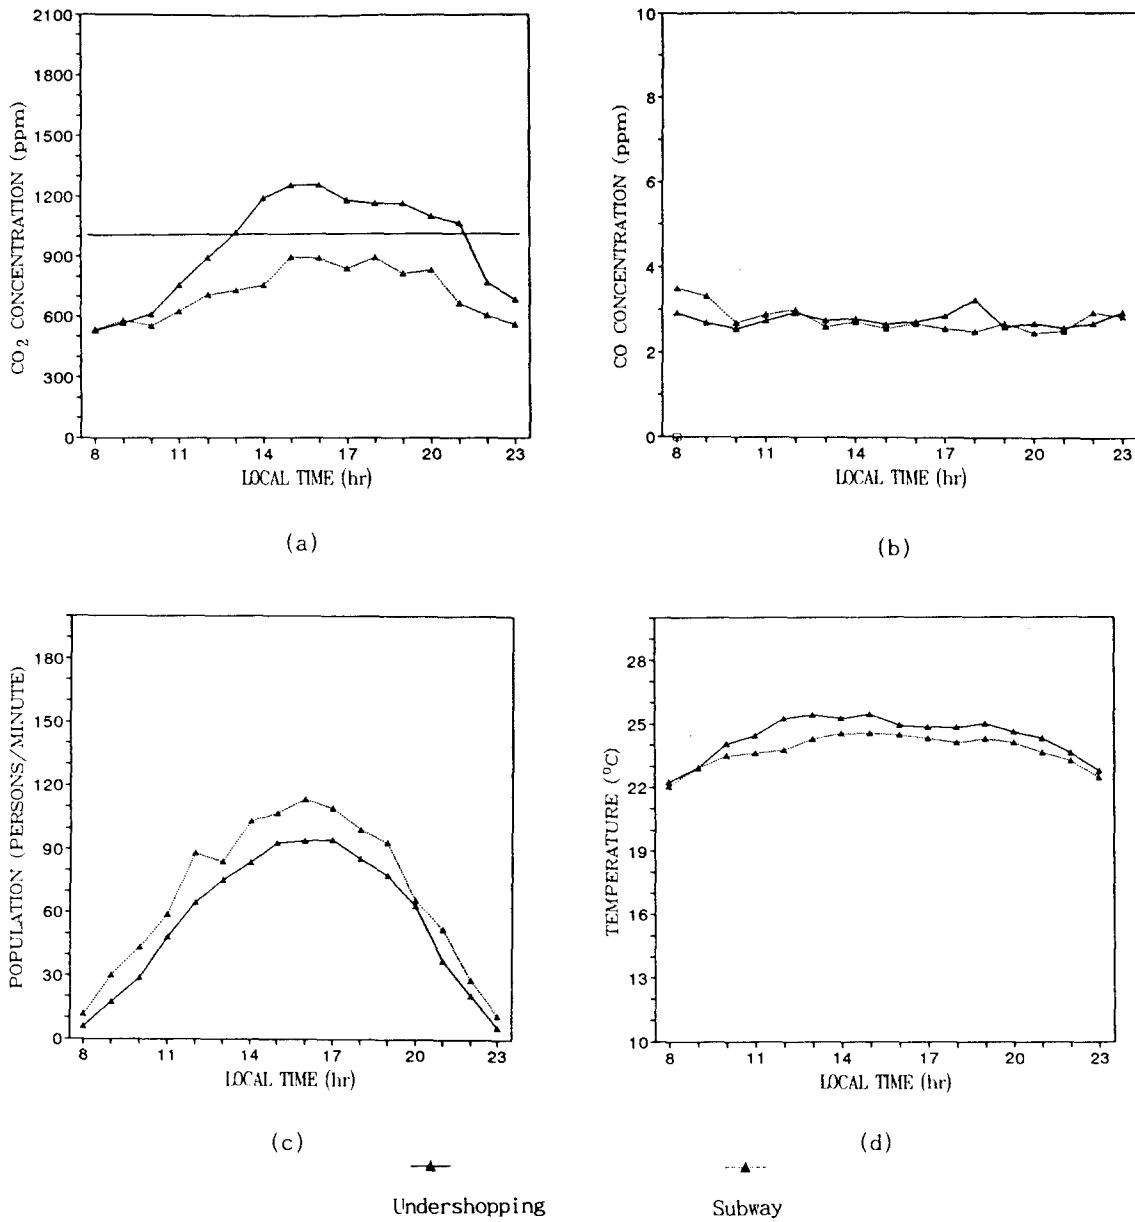 2100
1800
1500
1200
900
600
300
0
CO₂ CONCENTRATION (ppm)
8 11 14 17 20 23
LOCAL TIME (hr)
(a)
10
8
6
4
2
0
CO CONCENTRATION (ppm)
8 11 14 17 20 23
LOCAL TIME (hr)
(b)
180
150
120
90
60
30
0
POPULATION (PERSONS/MINUTE)
8 11 14 17 20 23
LOCAL TIME (hr)
(c)
28
25
22
19
16
13
10
TEMPERATURE (°C)
8 11 14 17 20 23
LOCAL TIME (hr)
(d)
Undershopping Subway